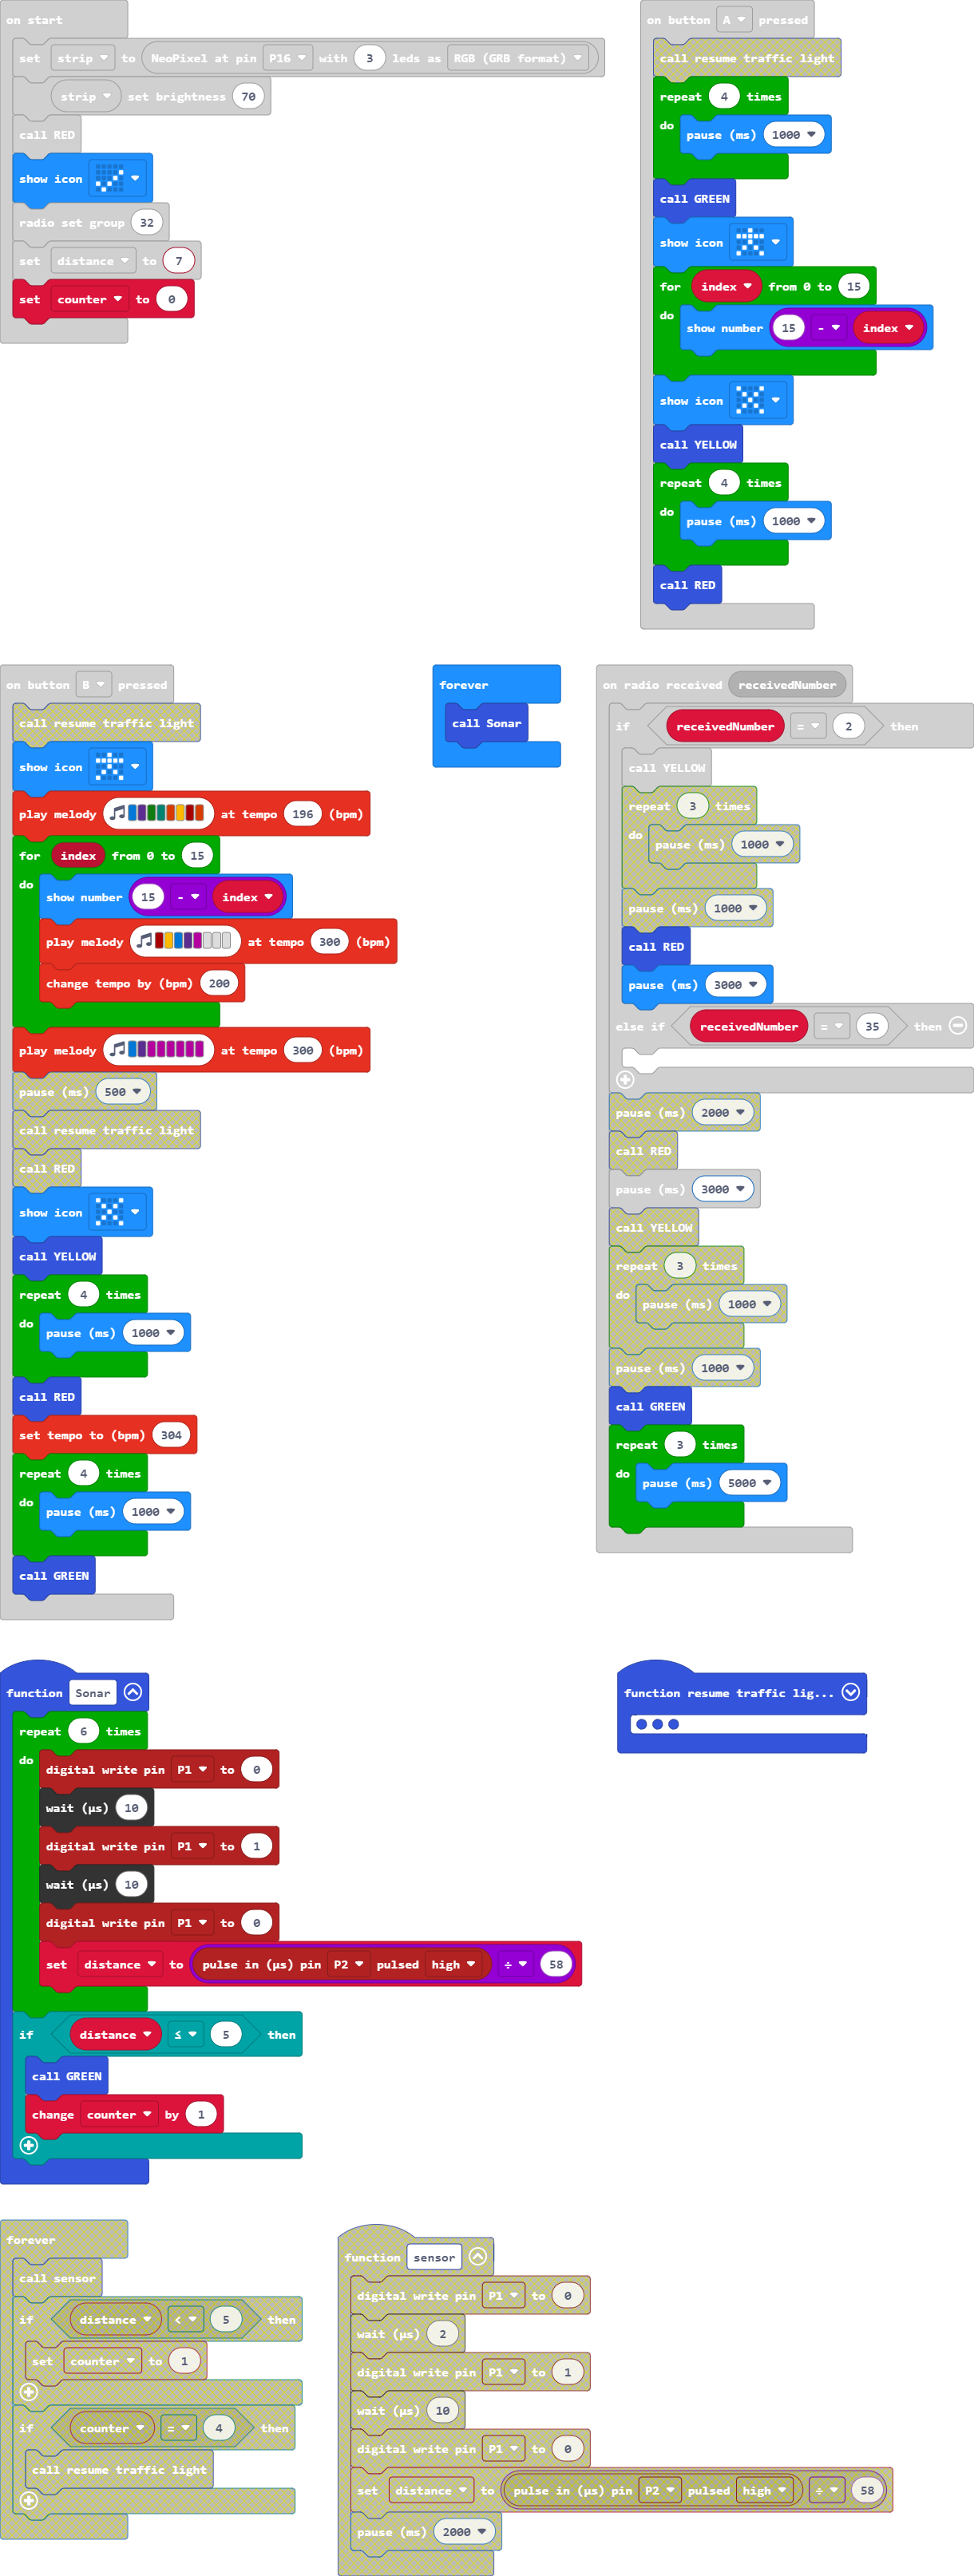 on start
set strip to NeoPixel at pin P16 with 3 leds as RGB (GRB format)
strip set brightness 70
call RED
show icon
radio set group 32
set distance to 7
set counter to 0
on button A pressed
call resume traffic light
repeat 4 times
do pause (ms) 1000
call GREEN
show icon
for index from 0 to 15
do show number 15 - index
show icon
call YELLOW
repeat 4 times
do pause (ms) 1000
call RED
on button B pressed
call resume traffic light
show icon
play melody at tempo 196 (bpm)
for index from 0 to 15
do show number 15 - index
play melody at tempo 300 (bpm)
change tempo by (bpm) 200
play melody at tempo 300 (bpm)
pause (ms) 500
call resume traffic light
call RED
show icon
call YELLOW
repeat 4 times
do pause (ms) 1000
call RED
set tempo to (bpm) 304
repeat 4 times
do pause (ms) 1000
call GREEN
forever
call Sonar
on radio received receivedNumber
if receivedNumber = 2 then
call YELLOW
repeat 3 times
do pause (ms) 1000
pause (ms) 1000
call RED
pause (ms) 3000
else if receivedNumber = 35 then
pause (ms) 2000
call RED
pause (ms) 3000
call YELLOW
repeat 3 times
do pause (ms) 1000
pause (ms) 1000
call GREEN
repeat 3 times
do pause (ms) 5000
function Sonar
repeat 6 times
do digital write pin P1 to 0
wait (µs) 10
digital write pin P1 to 1
wait (µs) 10
digital write pin P1 to 0
set distance to pulse in (µs) pin P2 pulsed high ÷ 58
if distance ≤ 5 then
call GREEN
change counter by 1
function resume traffic lig...
forever
call sensor
if distance < 5 then
set counter to 1
if counter = 4 then
call resume traffic light
function sensor
digital write pin P1 to 0
wait (µs) 2
digital write pin P1 to 1
wait (µs) 10
digital write pin P1 to 0
set distance to pulse in (µs) pin P2 pulsed high ÷ 58
pause (ms) 2000